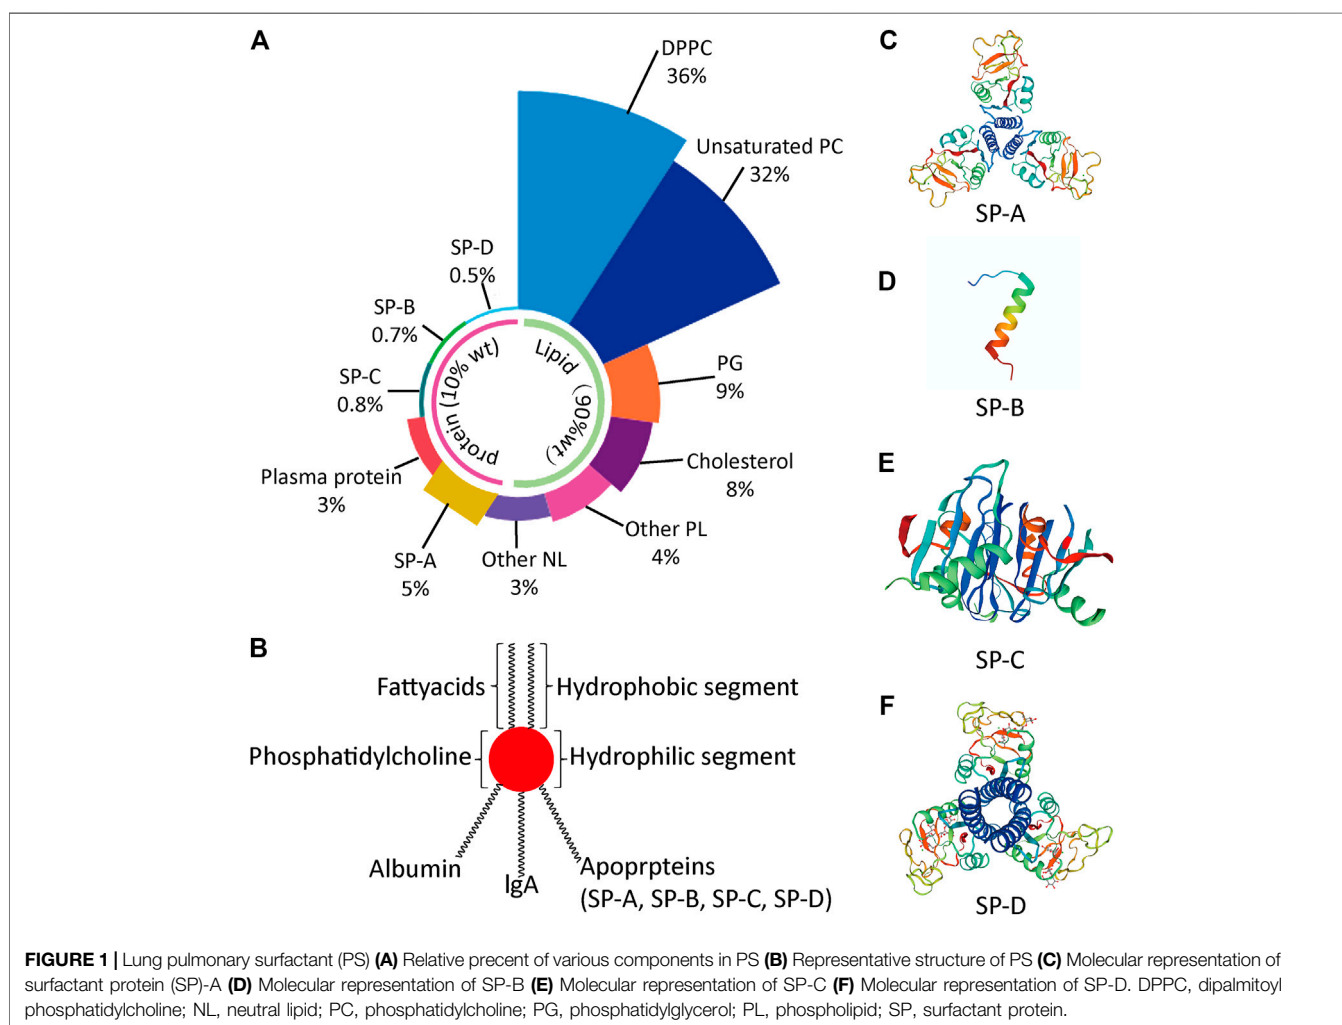 A
DPPC
36%
Unsaturated PC
32%
SP-D
0.5%
SP-B
0.7%
SP-C
0.8%
Lipid
(90%wt)
protein (10% wt)
PG
9%
Cholesterol
8%
Other PL
4%
Other NL
3%
SP-A
5%
Plasma protein
3%
B
Fattyacids
Hydrophobic segment
Phosphatidylcholine
Hydrophilic segment
Albumin
IgA
Apoprpteins
(SP-A, SP-B, SP-C, SP-D)
C
SP-A
D
SP-B
E
SP-C
F
SP-D
FIGURE 1 | Lung pulmonary surfactant (PS) (A) Relative precent of various components in PS (B) Representative structure of PS (C) Molecular representation of
surfactant protein (SP)-A (D) Molecular representation of SP-B (E) Molecular representation of SP-C (F) Molecular representation of SP-D. DPPC, dipalmitoyl
phosphatidylcholine; NL, neutral lipid; PC, phosphatidylcholine; PG, phosphatidylglycerol; PL, phospholipid; SP, surfactant protein.